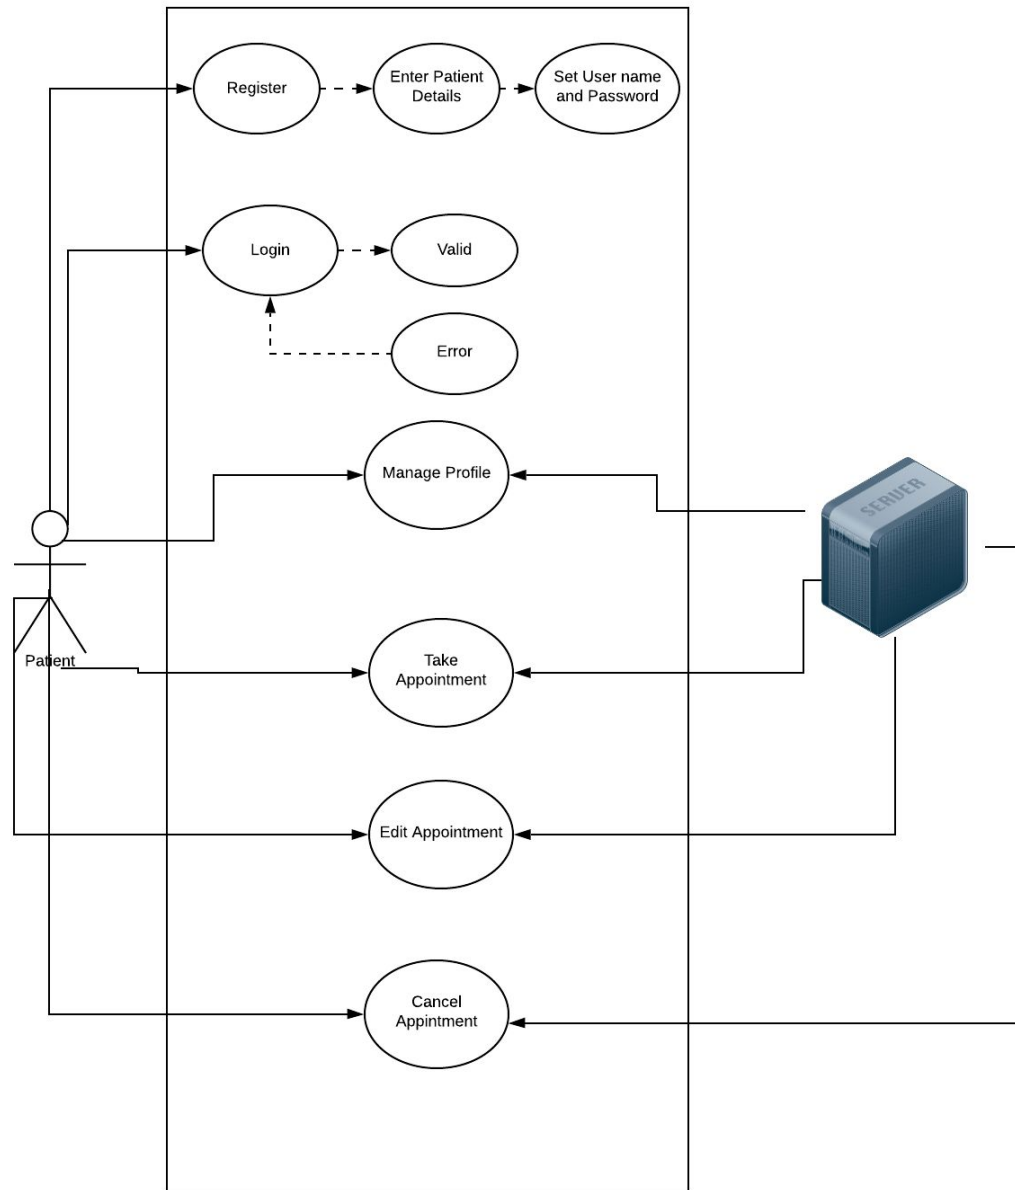 Register
Enter Patient
Details
Set User name
and Password
Login
Valid
Error
Manage Profile
SERVER
Patient
Take
Appointment
Edit Appointment
Cancel
Appintment